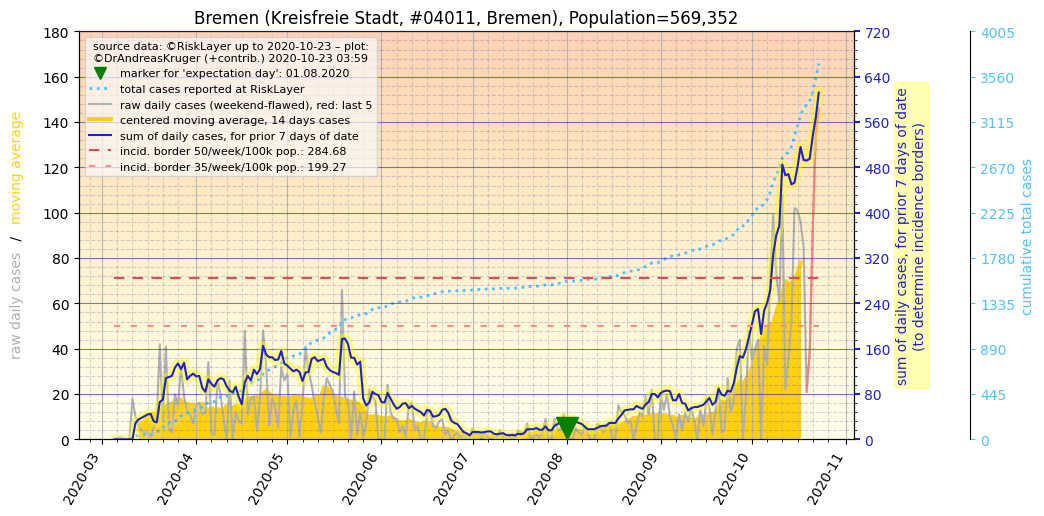 Bremen (Kreisfreie Stadt, #04011, Bremen), Population=569,352
source data: ©RiskLayer up to 2020-10-23 – plot:
©DrAndreasKruger (+contrib.) 2020-10-23 03:59
marker for 'expectation day': 01.08.2020
total cases reported at RiskLayer
raw daily cases (weekend-flawed), red: last 5
centered moving average, 14 days cases
sum of daily cases, for prior 7 days of date
incid. border 50/week/100k pop.: 284.68
incid. border 35/week/100k pop.: 199.27
raw daily cases / moving average
180
160
140
120
100
80
60
40
20
0
2020-03
2020-04
2020-05
2020-06
2020-07
2020-08
2020-09
2020-10
2020-11
720
640
560
480
400
320
240
160
80
0
sum of daily cases, for prior 7 days of date
(to determine incidence borders)
4005
3560
3115
2670
2225
1780
1335
890
445
0
cumulative total cases